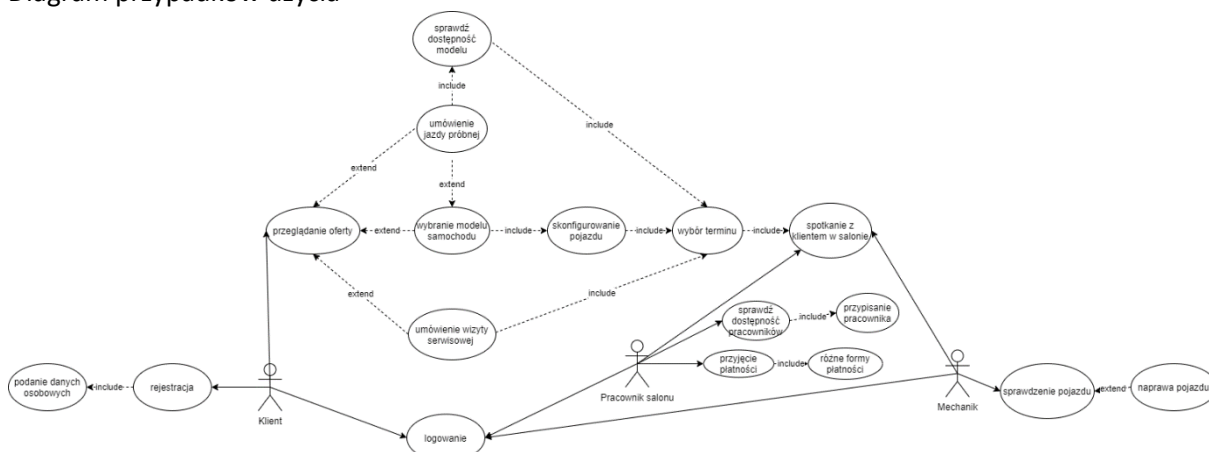 Diagram przypadków użycia
sprawdź
dostępność
modelu
include
umówienie
jazdy próbnej
include
extend
extend
przeglądanie oferty
extend
wybranie modelu
samochodu
include
skonfigurowanie
pojazdu
include
wybór terminu
include
spotkanie z
klientem w salonie
extend
include
umówienie wizyty
serwisowej
sprawdź
dostępność
pracowników
include
przypisanie
pracownika
przyjęcie
płatności
include
różne formy
płatności
podanie danych
osobowych
include
rejestracja
Klient
Pracownik salonu
Mechanik
sprawdzenie pojazdu
extend
naprawa pojazdu
logowanie